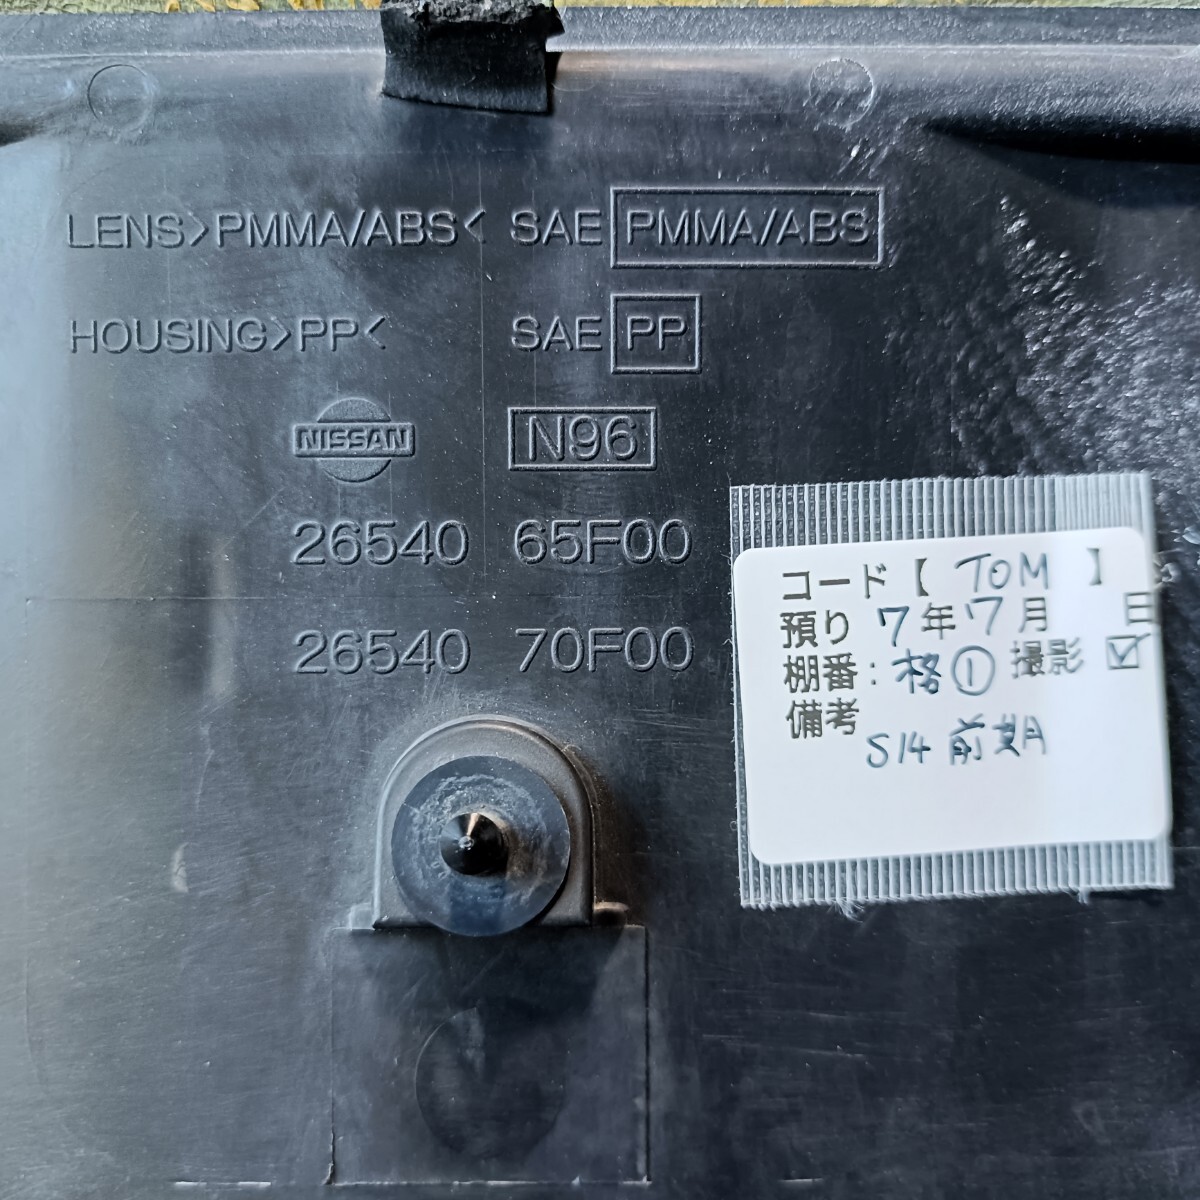 LENS>PMMA/ABS< SAE PMMA/ABS
HOUSING>PP< SAE PP
NISSAN N96
26540 65F00
26540 70F00
コード【 TOM 】
預り 7年7月 日
棚番: 格① 撮影 ☑
備考
S14 前期